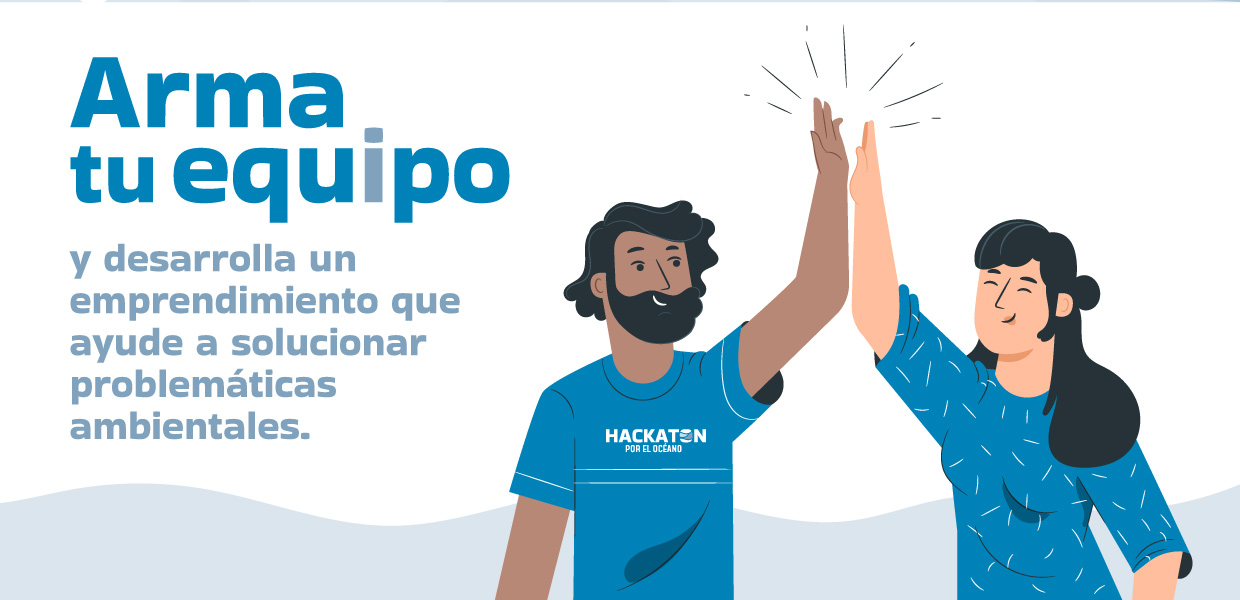 Arma
tu equipo
y desarrolla un
emprendimiento que
ayude a solucionar
problemáticas
ambientales.
HACKATON
POR EL OCÉANO